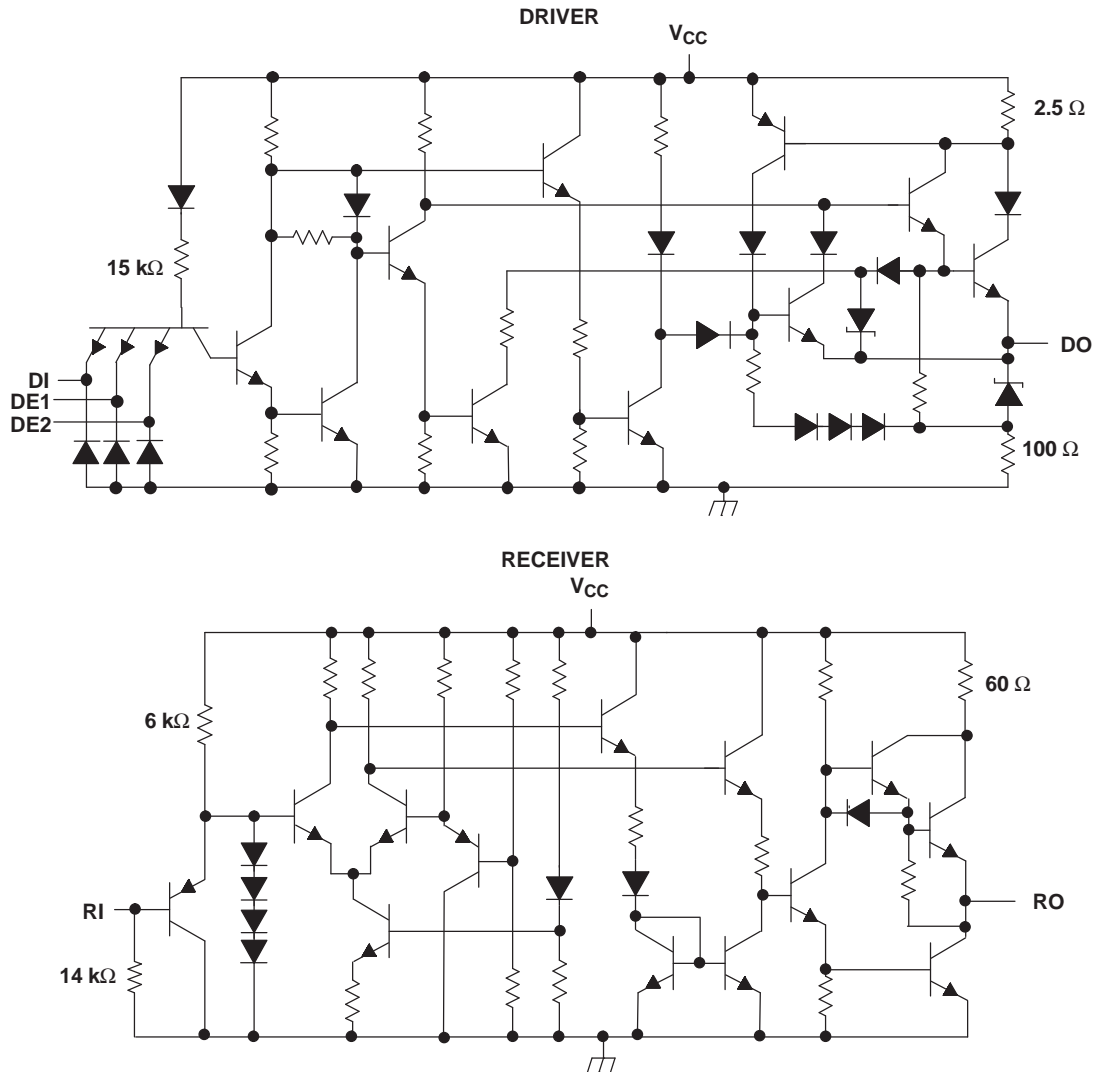 DRIVER
VCC
2.5 Ω
15 kΩ
DI
DE1
DE2
DO
100 Ω
RECEIVER
VCC
60 Ω
6 kΩ
RI
RO
14 kΩ